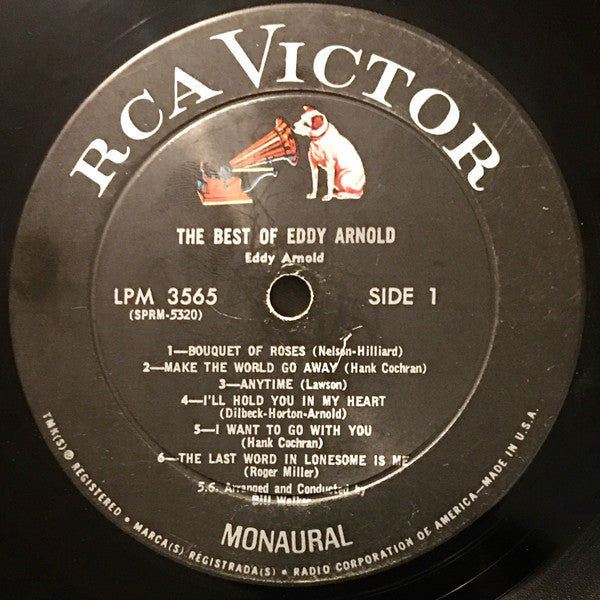 RCA VICTOR
THE BEST OF EDDY ARNOLD
Eddy Arnold
LPM 3565 SIDE 1
(SPRM-5320)
1—BOUQUET OF ROSES (Nelson-Hilliard)
2—MAKE THE WORLD GO AWAY (Hank Cochran)
3—ANYTIME (Lawson)
4—I'LL HOLD YOU IN MY HEART
(Dilbeck-Horton-Arnold)
5—I WANT TO GO WITH YOU
(Hank Cochran)
6—THE LAST WORD IN LONESOME IS ME
(Roger Miller)
5,6. Arranged and Conducted by
Bill Walker
MONAURAL
TMK(S) ® REGISTERED • MARCA(S) REGISTRADA(S) • RADIO CORPORATION OF AMERICA—MADE IN U.S.A.